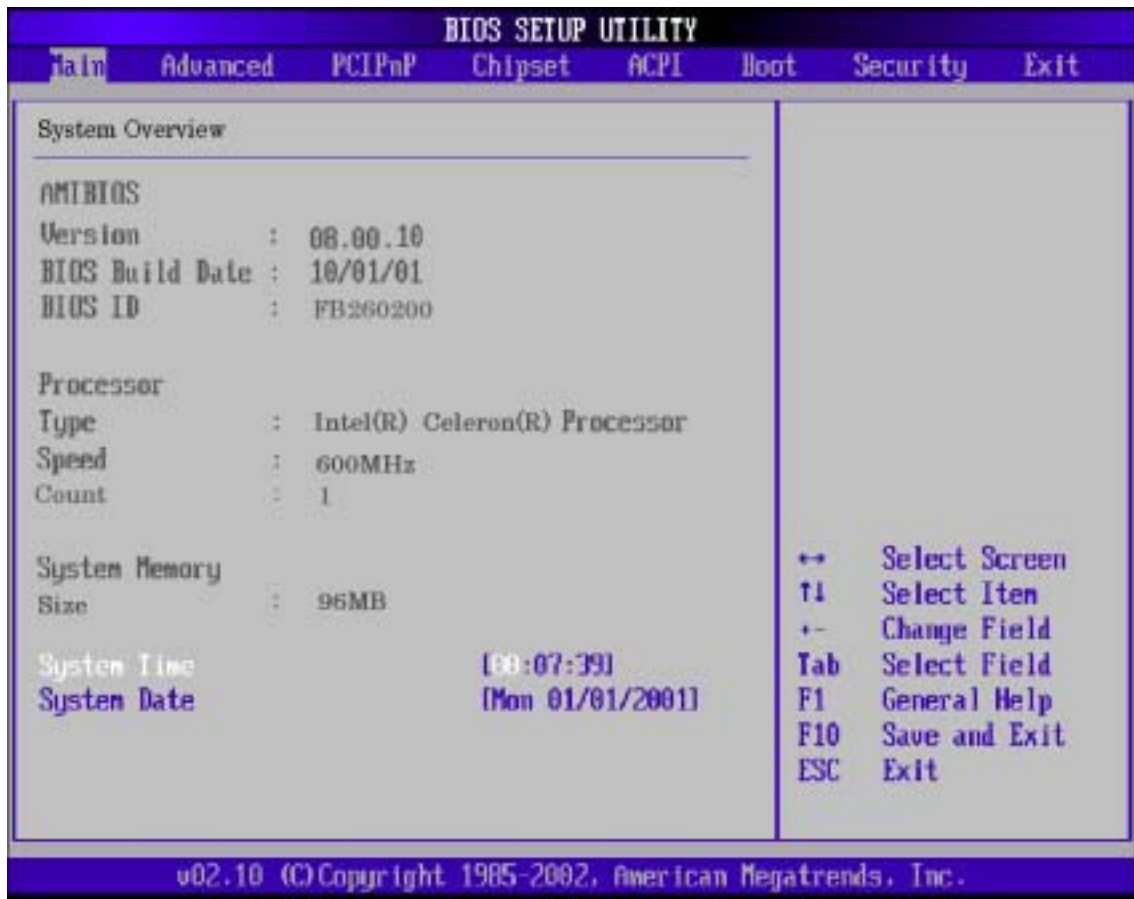 BIOS SETUP UTILITY
Main Advanced PCIPnP Chipset ACPI Boot Security Exit
System Overview
AMIBIOS
Version : 08.00.10
BIOS Build Date : 10/01/01
BIOS ID : FB260200
Processor
Type : Intel(R) Celeron(R) Processor
Speed : 600MHz
Count : 1
System Memory
Size : 96MB
System Time [00:07:39]
System Date [Mon 01/01/2001]
↔ Select Screen
↑↓ Select Item
+- Change Field
Tab Select Field
F1 General Help
F10 Save and Exit
ESC Exit
v02.10 (C)Copyright 1985-2002, American Megatrends, Inc.